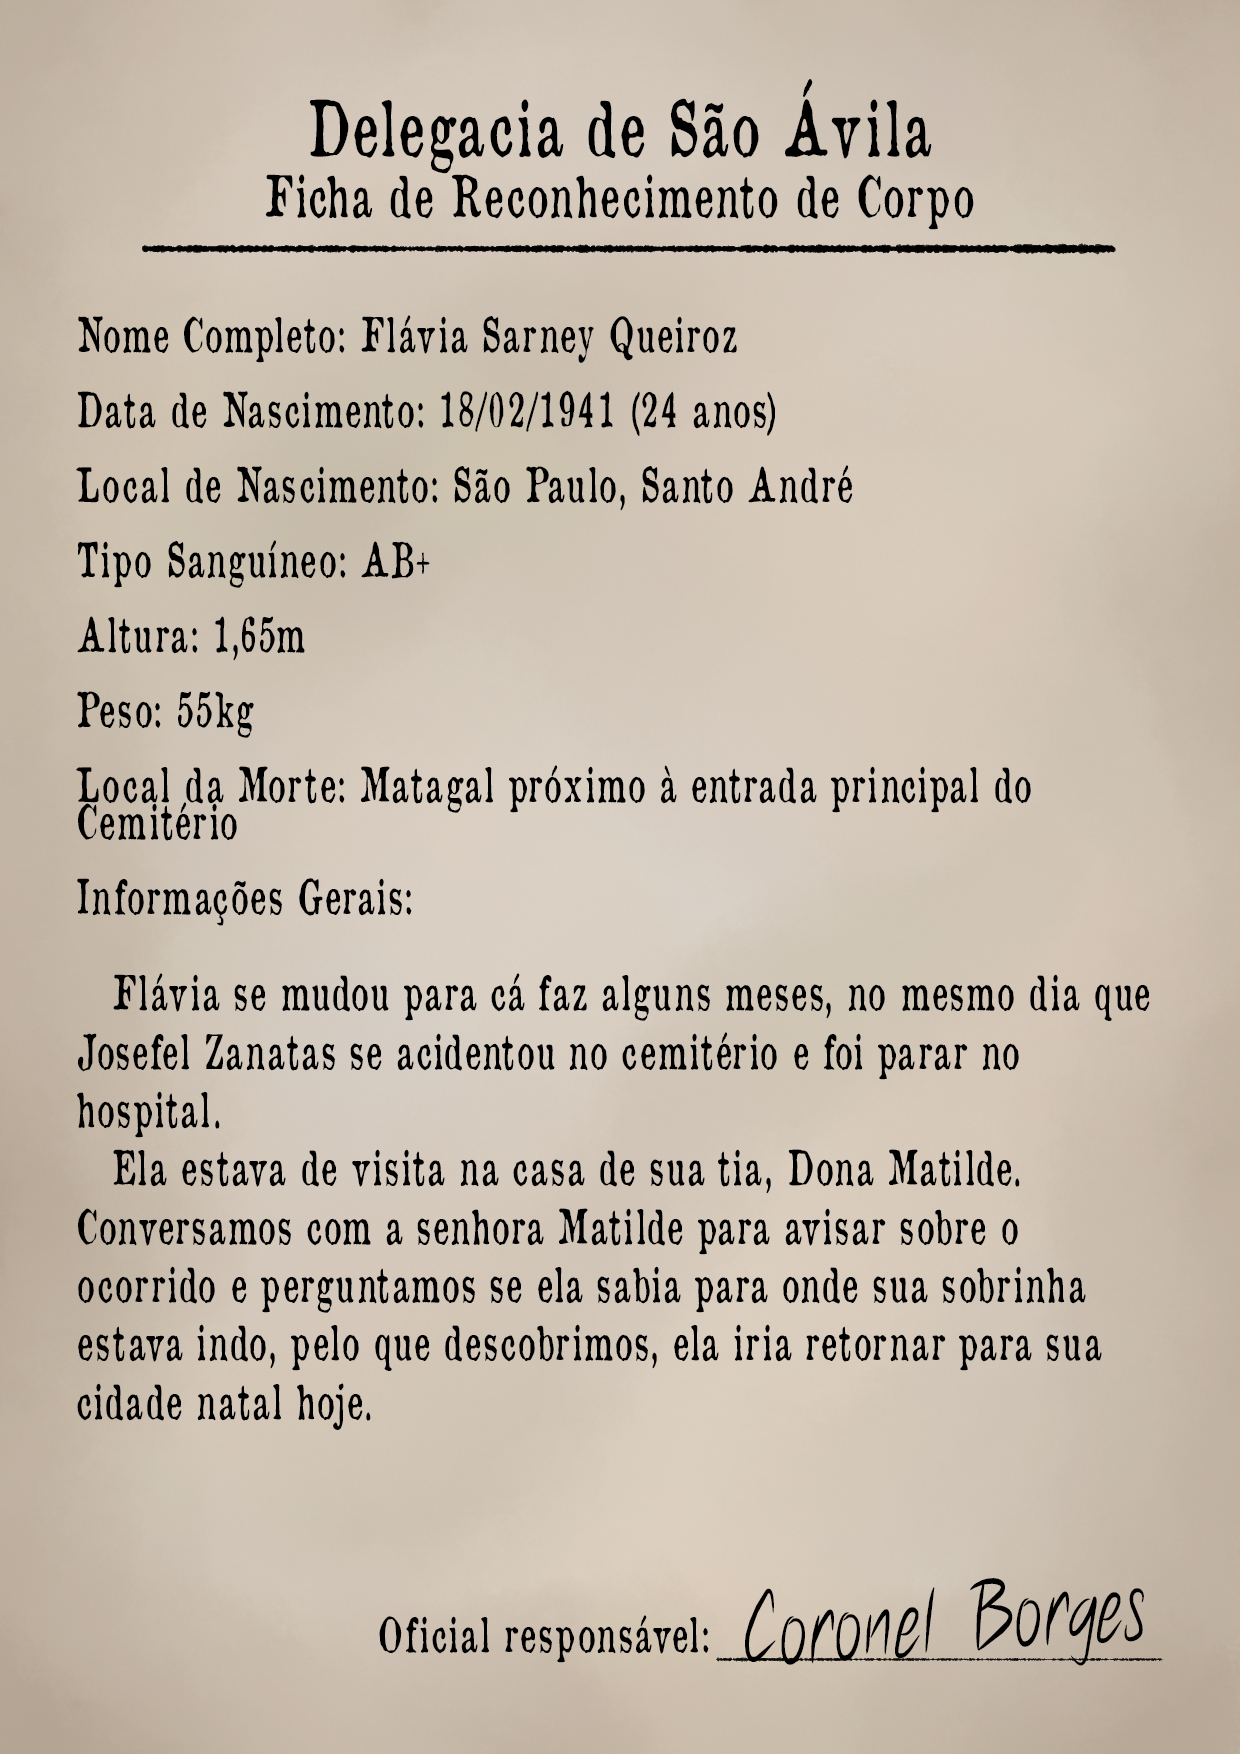 Delegacia de São Ávila
Ficha de Reconhecimento de Corpo
Nome Completo: Flávia Sarney Queiroz
Data de Nascimento: 18/02/1941 (24 anos)
Local de Nascimento: São Paulo, Santo André
Tipo Sanguíneo: AB+
Altura: 1,65m
Peso: 55kg
Local da Morte: Matagal próximo à entrada principal do
Cemitério
Informações Gerais:
Flávia se mudou para cá faz alguns meses, no mesmo dia que
Josefel Zanatas se acidentou no cemitério e foi parar no
hospital.
Ela estava de visita na casa de sua tia, Dona Matilde.
Conversamos com a senhora Matilde para avisar sobre o
ocorrido e perguntamos se ela sabia para onde sua sobrinha
estava indo, pelo que descobrimos, ela iria retornar para sua
cidade natal hoje.
Oficial responsável: Coronel Borges